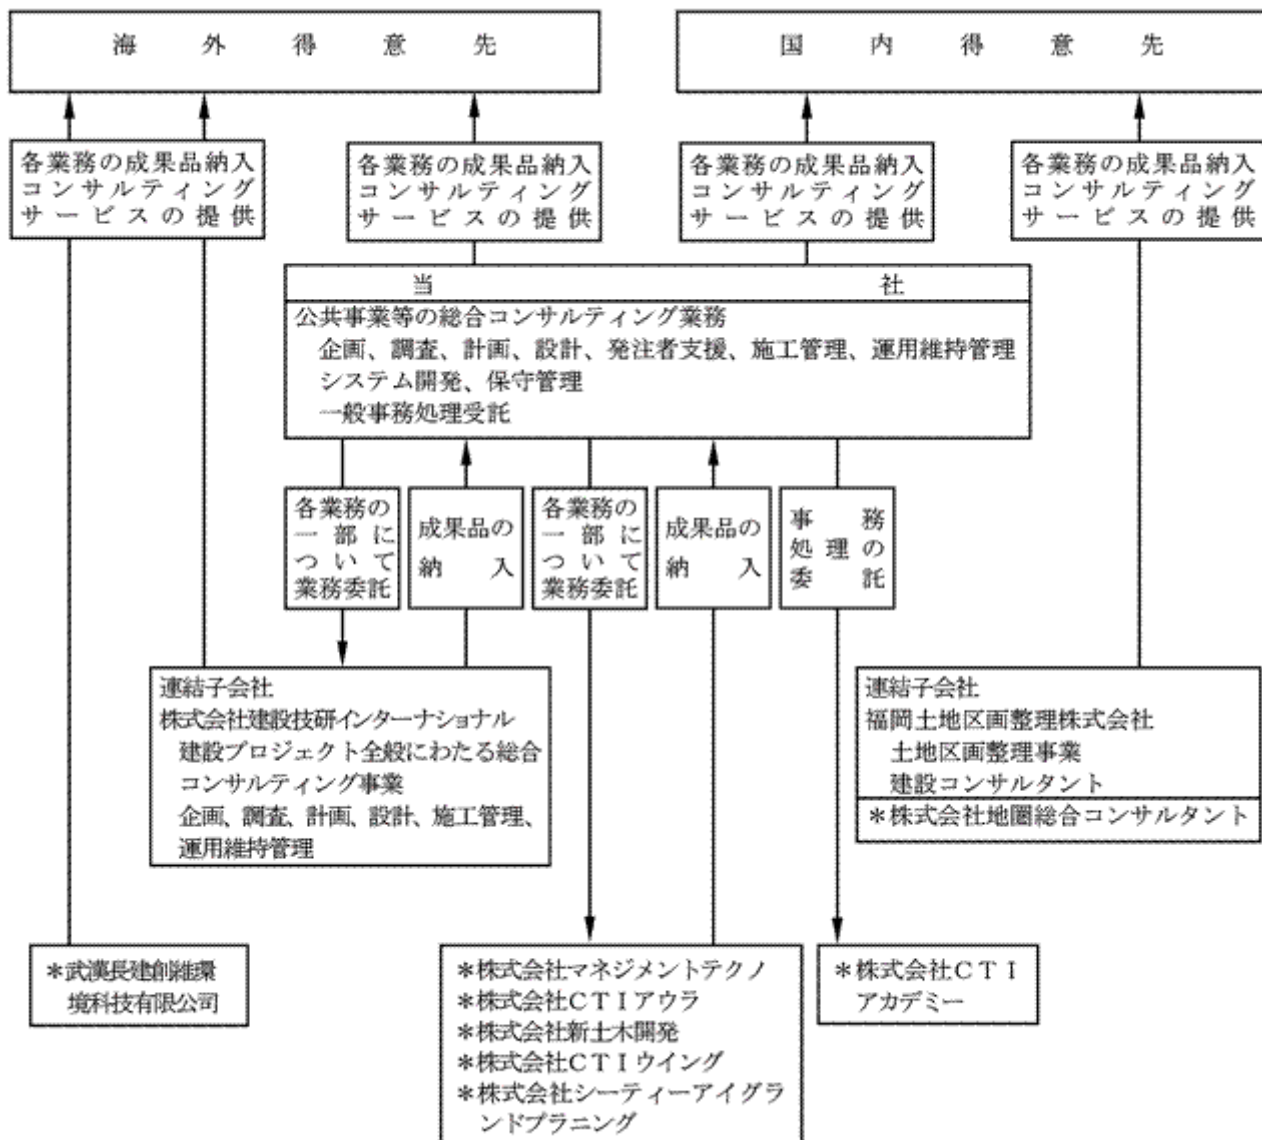 海外得意先
国内得意先
各業務の成果品納入
コンサルティング
サービスの提供
各業務の成果品納入
コンサルティング
サービスの提供
各業務の成果品納入
コンサルティング
サービスの提供
各業務の成果品納入
コンサルティング
サービスの提供
当社
公共事業等の総合コンサルティング業務
企画、調査、計画、設計、発注者支援、施工管理、運用維持管理
システム開発、保守管理
一般事務処理受託
各業務の
一部に
ついて
業務委託
成果品の
納入
各業務の
一部に
ついて
業務委託
成果品の
納入
事務
処理の
委託
連結子会社
株式会社建設技研インターナショナル
建設プロジェクト全般にわたる総合
コンサルティング事業
企画、調査、計画、設計、施工管理、
運用維持管理
連結子会社
福岡土地区画整理株式会社
土地区画整理事業
建設コンサルタント
＊株式会社地圏総合コンサルタント
＊武漢長建創維環
境科技有限公司
＊株式会社マネジメントテクノ
＊株式会社ＣＴＩアウラ
＊株式会社新土木開発
＊株式会社ＣＴＩウイング
＊株式会社シーティーアイグラ
ンドプラニング
＊株式会社ＣＴＩ
アカデミー